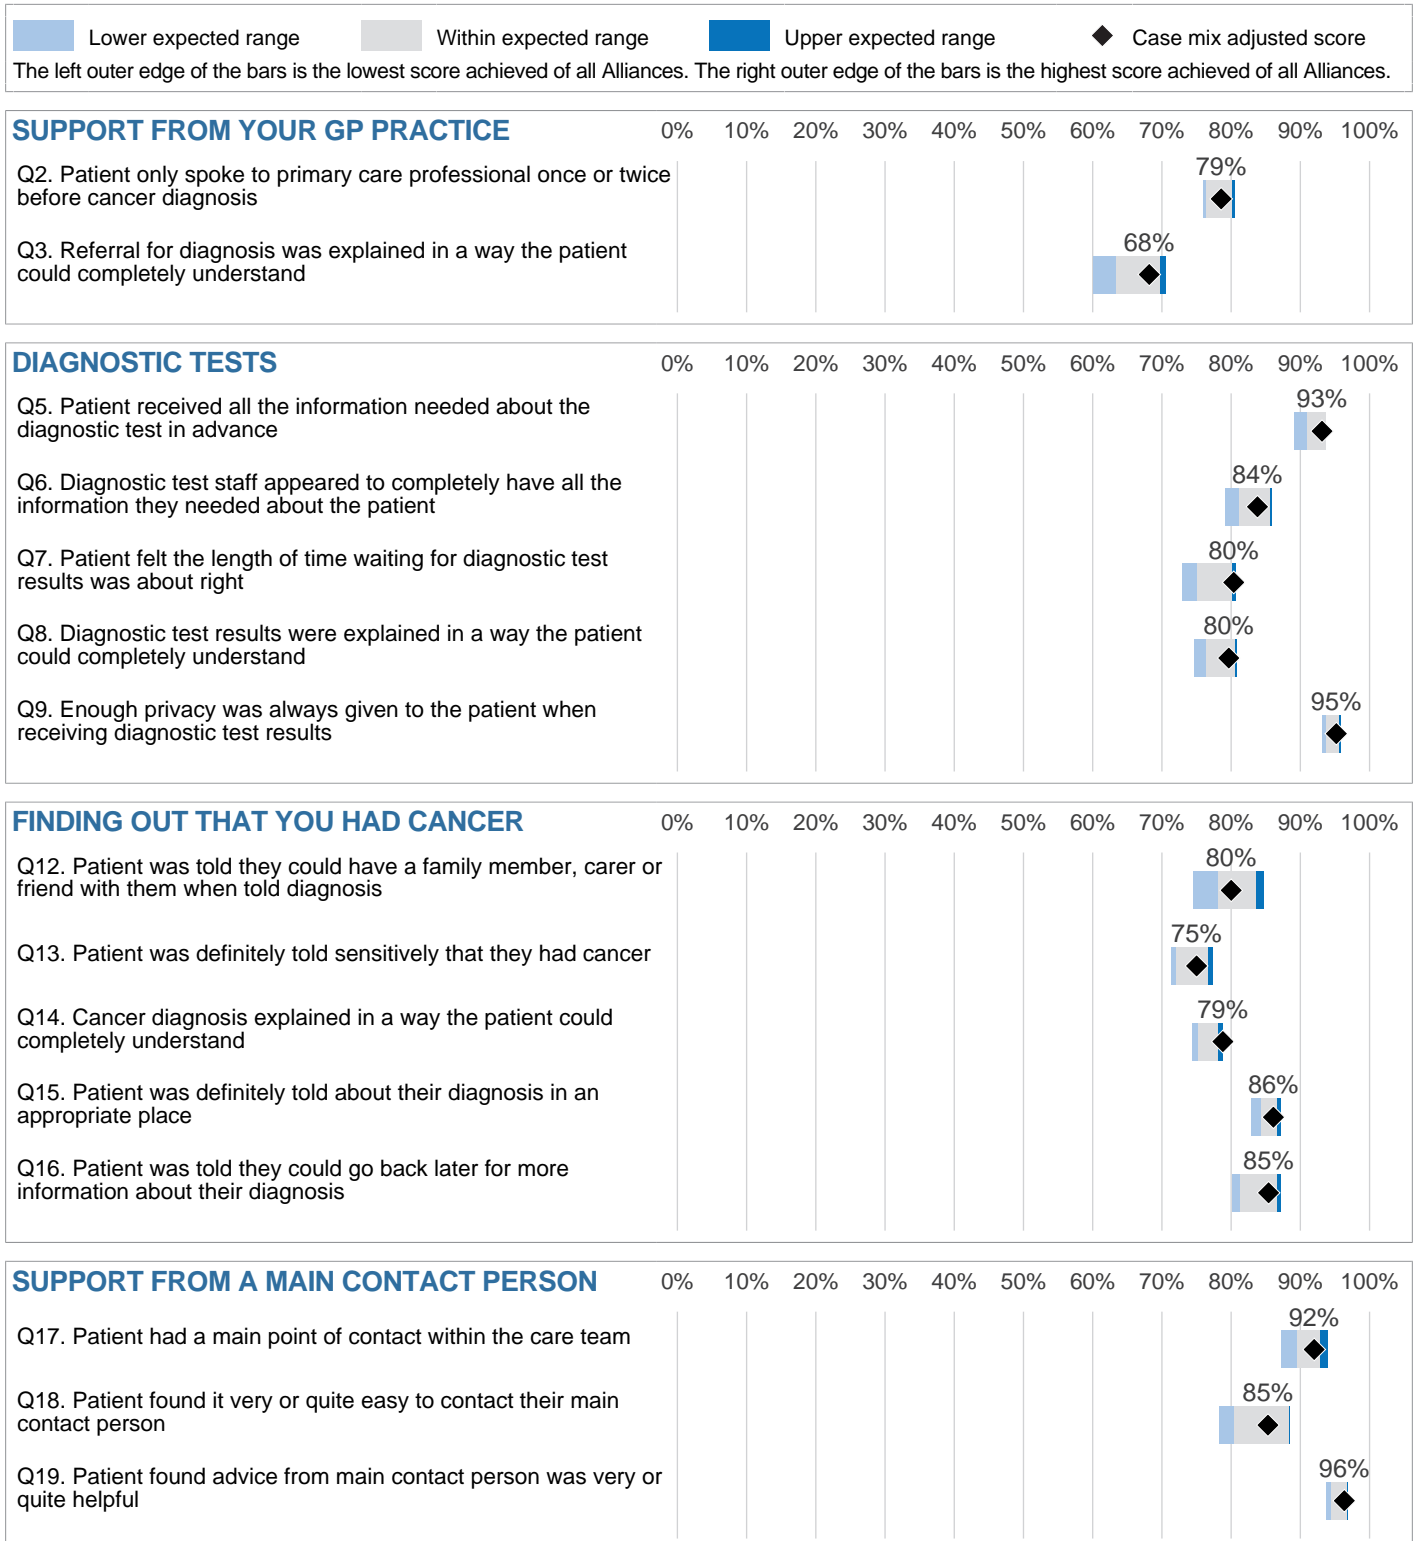 Lower expected range Within expected range Upper expected range Case mix adjusted score
The left outer edge of the bars is the lowest score achieved of all Alliances. The right outer edge of the bars is the highest score achieved of all Alliances.
SUPPORT FROM YOUR GP PRACTICE 0% 10% 20% 30% 40% 50% 60% 70% 80% 90% 100%
79%
Q2. Patient only spoke to primary care professional once or twice
before cancer diagnosis
68%
Q3. Referral for diagnosis was explained in a way the patient
could completely understand
DIAGNOSTIC TESTS 0% 10% 20% 30% 40% 50% 60% 70% 80% 90% 100%
93%
Q5. Patient received all the information needed about the
diagnostic test in advance
84%
Q6. Diagnostic test staff appeared to completely have all the
information they needed about the patient
80%
Q7. Patient felt the length of time waiting for diagnostic test
results was about right
80%
Q8. Diagnostic test results were explained in a way the patient
could completely understand
95%
Q9. Enough privacy was always given to the patient when
receiving diagnostic test results
FINDING OUT THAT YOU HAD CANCER 0% 10% 20% 30% 40% 50% 60% 70% 80% 90% 100%
80%
Q12. Patient was told they could have a family member, carer or
friend with them when told diagnosis
75%
Q13. Patient was definitely told sensitively that they had cancer
79%
Q14. Cancer diagnosis explained in a way the patient could
completely understand
86%
Q15. Patient was definitely told about their diagnosis in an
appropriate place
85%
Q16. Patient was told they could go back later for more
information about their diagnosis
SUPPORT FROM A MAIN CONTACT PERSON 0% 10% 20% 30% 40% 50% 60% 70% 80% 90% 100%
92%
Q17. Patient had a main point of contact within the care team
85%
Q18. Patient found it very or quite easy to contact their main
contact person
96%
Q19. Patient found advice from main contact person was very or
quite helpful